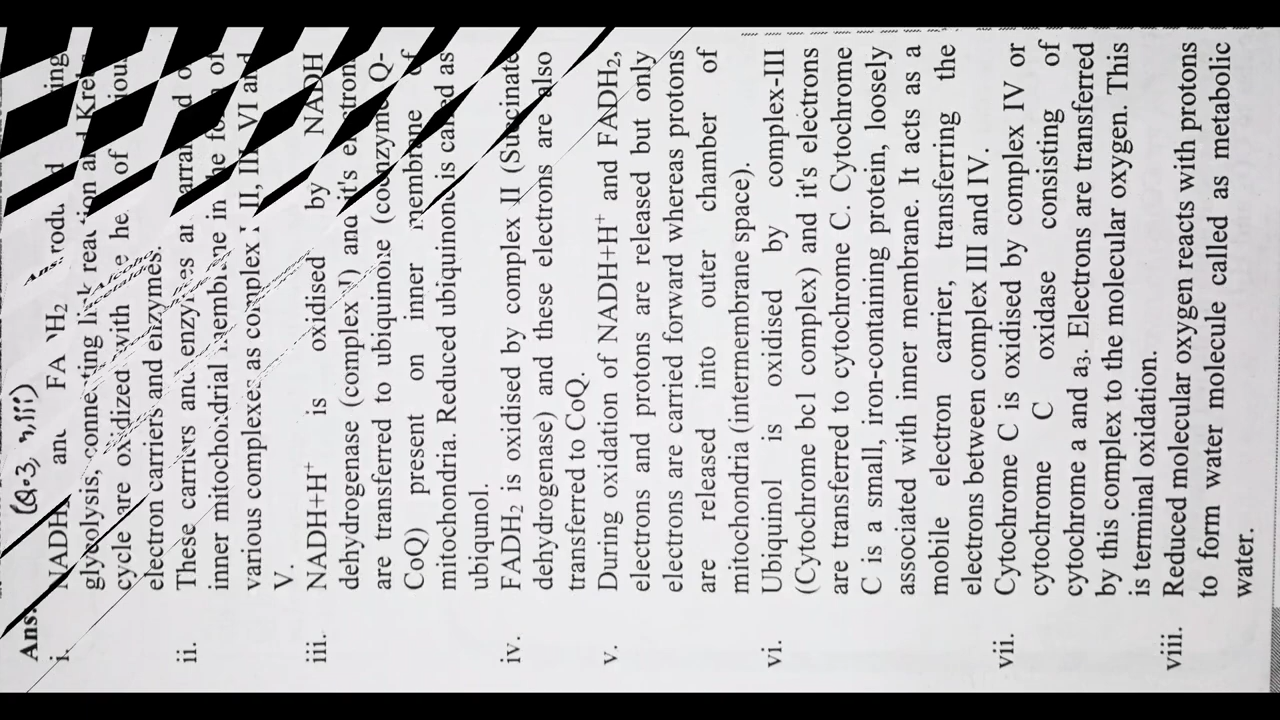 Ans. (Q-3, 7, iii)
i. NADH₂ and FADH₂ produced during
glycolysis, connecting link reaction and Krebs
cycle are oxidized with the help of various
electron carriers and enzymes.
ii. These carriers and enzymes are arranged on
inner mitochondrial membrane in the form of
various complexes as complex I, II, III, VI and
V.
iii. NADH+H⁺ is oxidised by NADH
dehydrogenase (complex I) and it's electrons
are transferred to ubiquinone (coenzyme Q-
CoQ) present on inner membrane of
mitochondria. Reduced ubiquinone is called as
ubiquinol.
iv. FADH₂ is oxidised by complex II (Succinate
dehydrogenase) and these electrons are also
transferred to CoQ.
v. During oxidation of NADH+H⁺ and FADH₂,
electrons and protons are released but only
electrons are carried forward whereas protons
are released into outer chamber of
mitochondria (intermembrane space).
vi. Ubiquinol is oxidised by complex-III
(Cytochrome bc1 complex) and it's electrons
are transferred to cytochrome C. Cytochrome
C is a small, iron-containing protein, loosely
associated with inner membrane. It acts as a
mobile electron carrier, transferring the
electrons between complex III and IV.
vii. Cytochrome C is oxidised by complex IV or
cytochrome C oxidase consisting of
cytochrome a and a₃. Electrons are transferred
by this complex to the molecular oxygen. This
is terminal oxidation.
viii. Reduced molecular oxygen reacts with protons
to form water molecule called as metabolic
water.